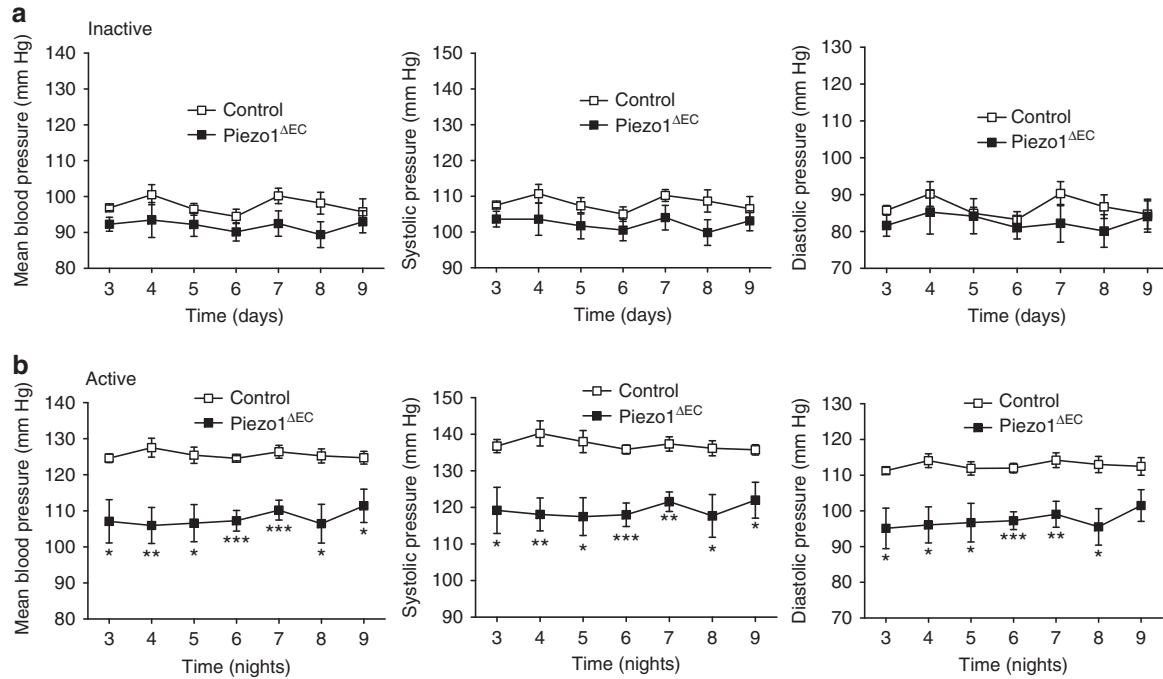 a
Inactive
Mean blood pressure (mm Hg)
140
130
120
110
100
90
80
Control
Piezo1ΔEC
3 4 5 6 7 8 9
Time (days)
Systolic pressure (mm Hg)
150
140
130
120
110
100
90
Control
Piezo1ΔEC
3 4 5 6 7 8 9
Time (days)
Diastolic pressure (mm Hg)
130
120
110
100
90
80
70
Control
Piezo1ΔEC
3 4 5 6 7 8 9
Time (days)
b
Active
Mean blood pressure (mm Hg)
140
130
120
110
100
90
80
Control
Piezo1ΔEC
* ** * *** *** * *
3 4 5 6 7 8 9
Time (nights)
Systolic pressure (mm Hg)
150
140
130
120
110
100
90
Control
Piezo1ΔEC
* ** * *** ** * *
3 4 5 6 7 8 9
Time (nights)
Diastolic pressure (mm Hg)
130
120
110
100
90
80
70
Control
Piezo1ΔEC
* * * *** ** *
3 4 5 6 7 8 9
Time (nights)